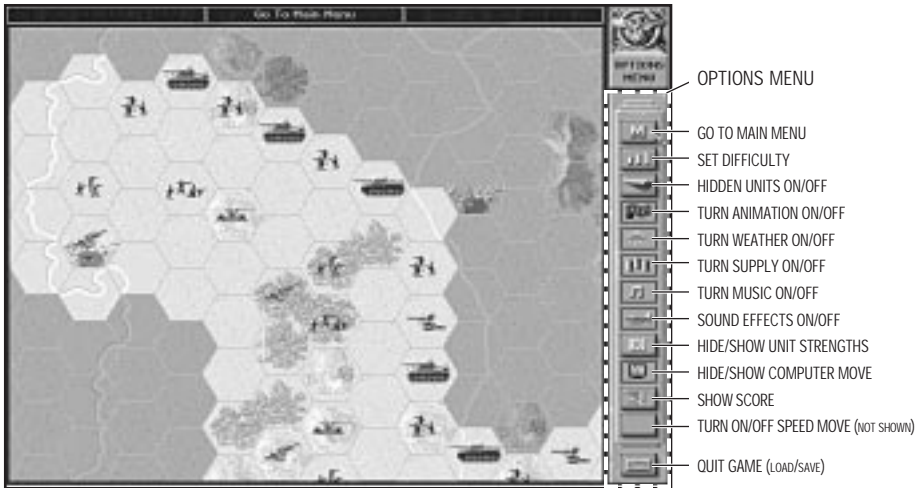 Go To Main Menu
OPTIONS
MENU
OPTIONS MENU
GO TO MAIN MENU
SET DIFFICULTY
HIDDEN UNITS ON/OFF
TURN ANIMATION ON/OFF
TURN WEATHER ON/OFF
TURN SUPPLY ON/OFF
TURN MUSIC ON/OFF
SOUND EFFECTS ON/OFF
HIDE/SHOW UNIT STRENGTHS
HIDE/SHOW COMPUTER MOVE
SHOW SCORE
TURN ON/OFF SPEED MOVE (NOT SHOWN)
QUIT GAME (LOAD/SAVE)